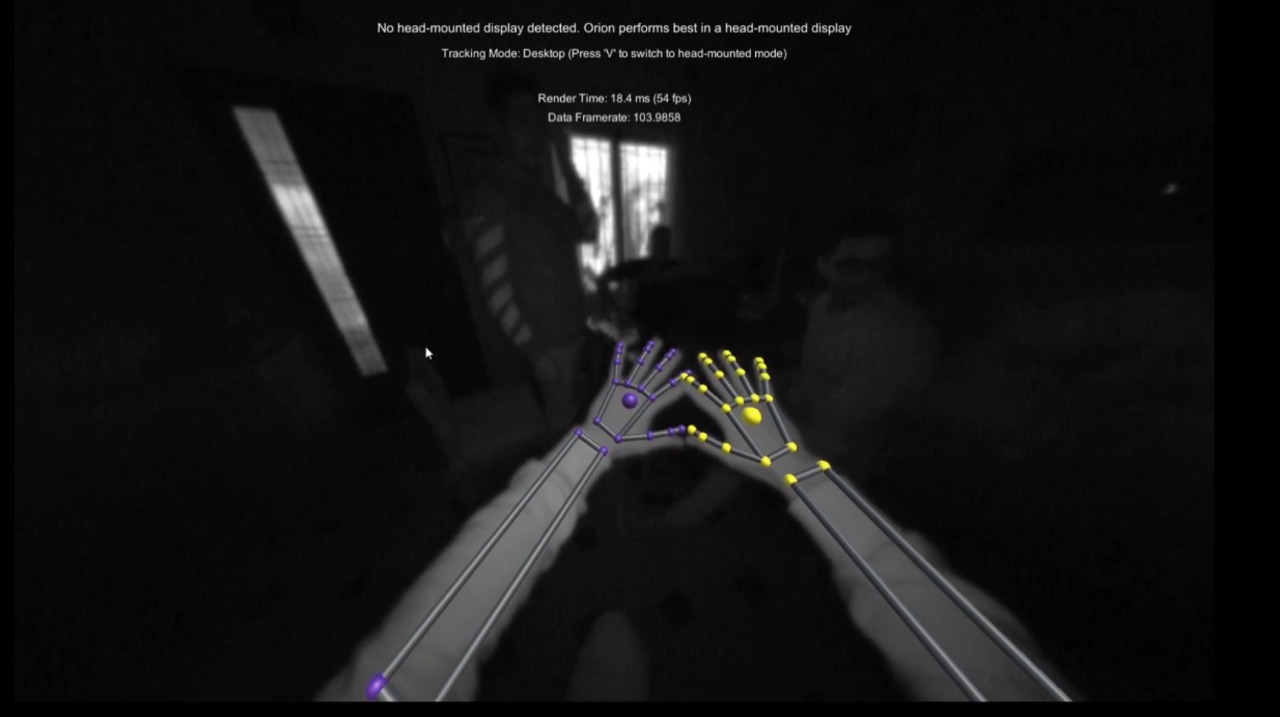 No head-mounted display detected. Orion performs best in a head-mounted display
Tracking Mode: Desktop (Press 'V' to switch to head-mounted mode)
Render Time: 18.4 ms (54 fps)
Data Framerate: 103.9858